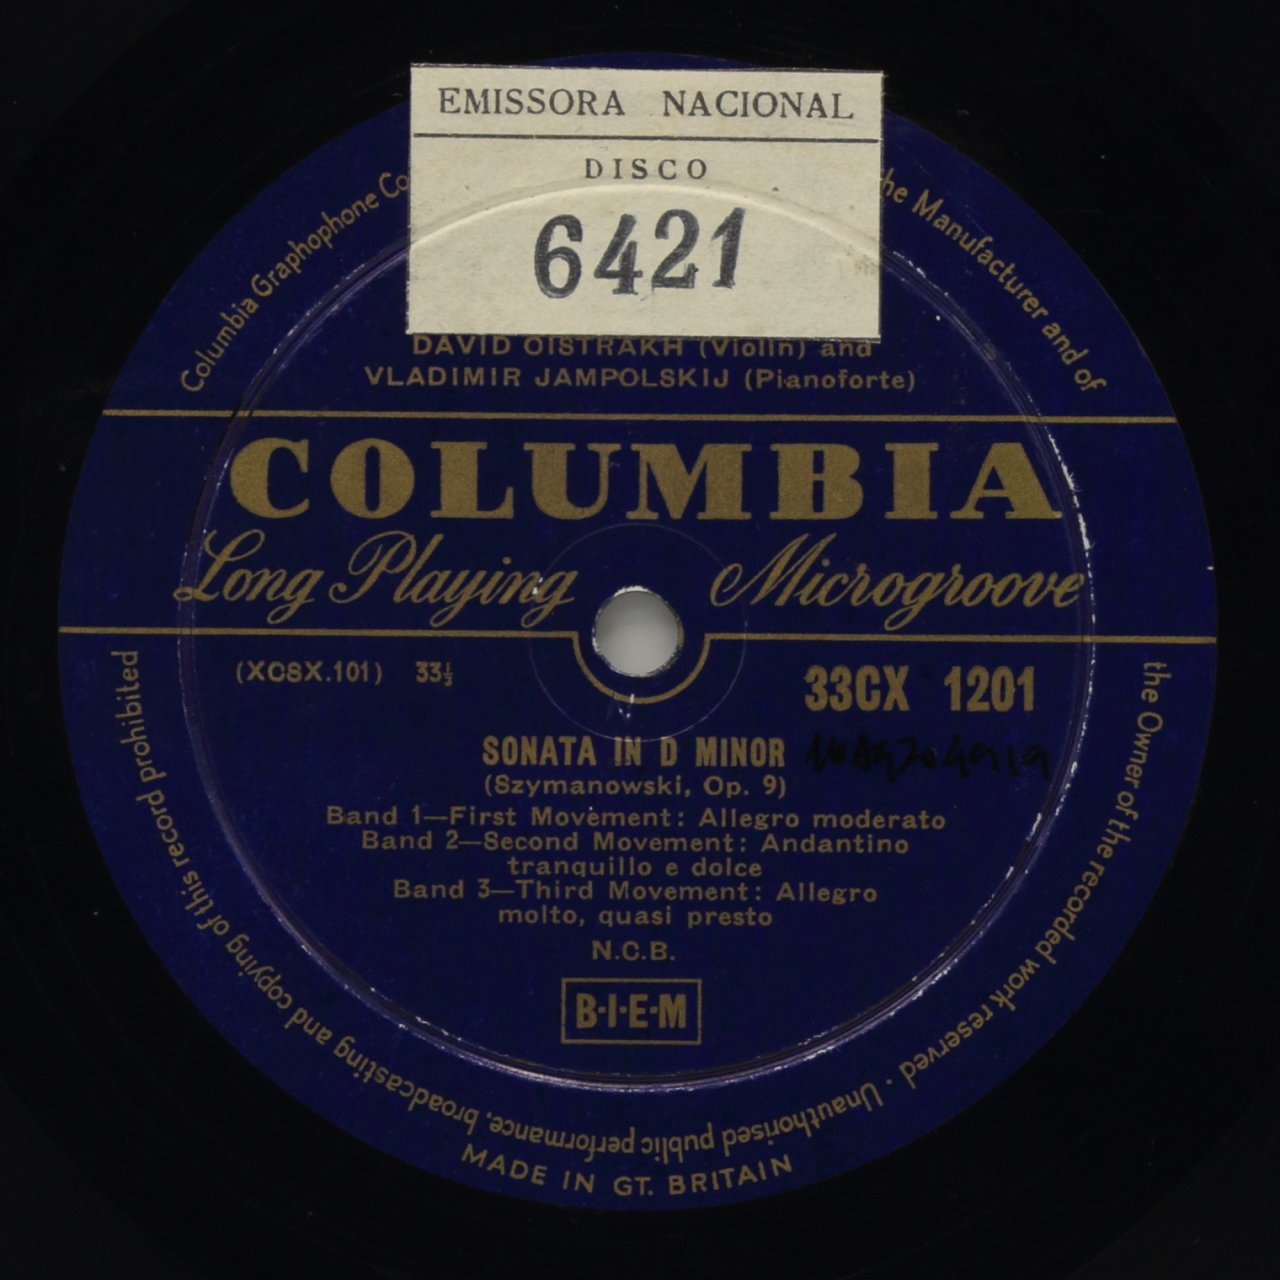 EMISSORA NACIONAL
DISCO
6421
Columbia Graphophone Co
he Manufacturer and of
the Owner of the recorded work reserved · Unauthorised public performance, broadcasting and copying of this record prohibited
DAVID OISTRAKH (Violin) and
VLADIMIR JAMPOLSKIJ (Pianoforte)
COLUMBIA
Long Playing Microgroove
(XCSX.101) 33⅓
33CX 1201
SONATA IN D MINOR
(Szymanowski, Op. 9)
Band 1—First Movement: Allegro moderato
Band 2—Second Movement: Andantino
tranquillo e dolce
Band 3—Third Movement: Allegro
molto, quasi presto
N.C.B.
B·I·E·M
MADE IN GT. BRITAIN